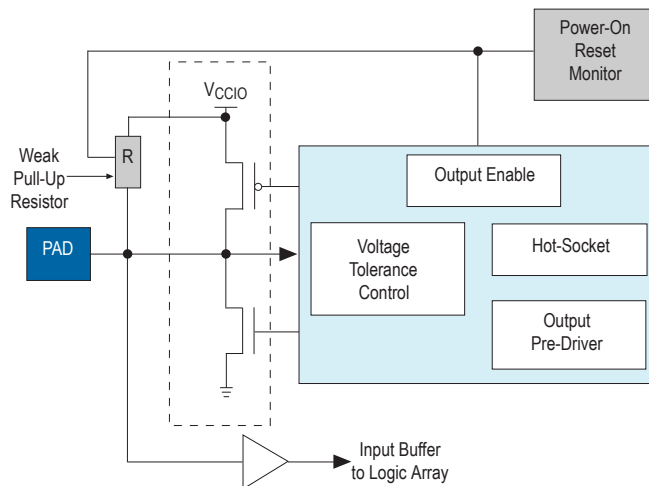 Power-On
Reset
Monitor
VCCIO
R
Weak
Pull-Up
Resistor
Output Enable
PAD
Voltage
Tolerance
Control
Hot-Socket
Output
Pre-Driver
Input Buffer
to Logic Array